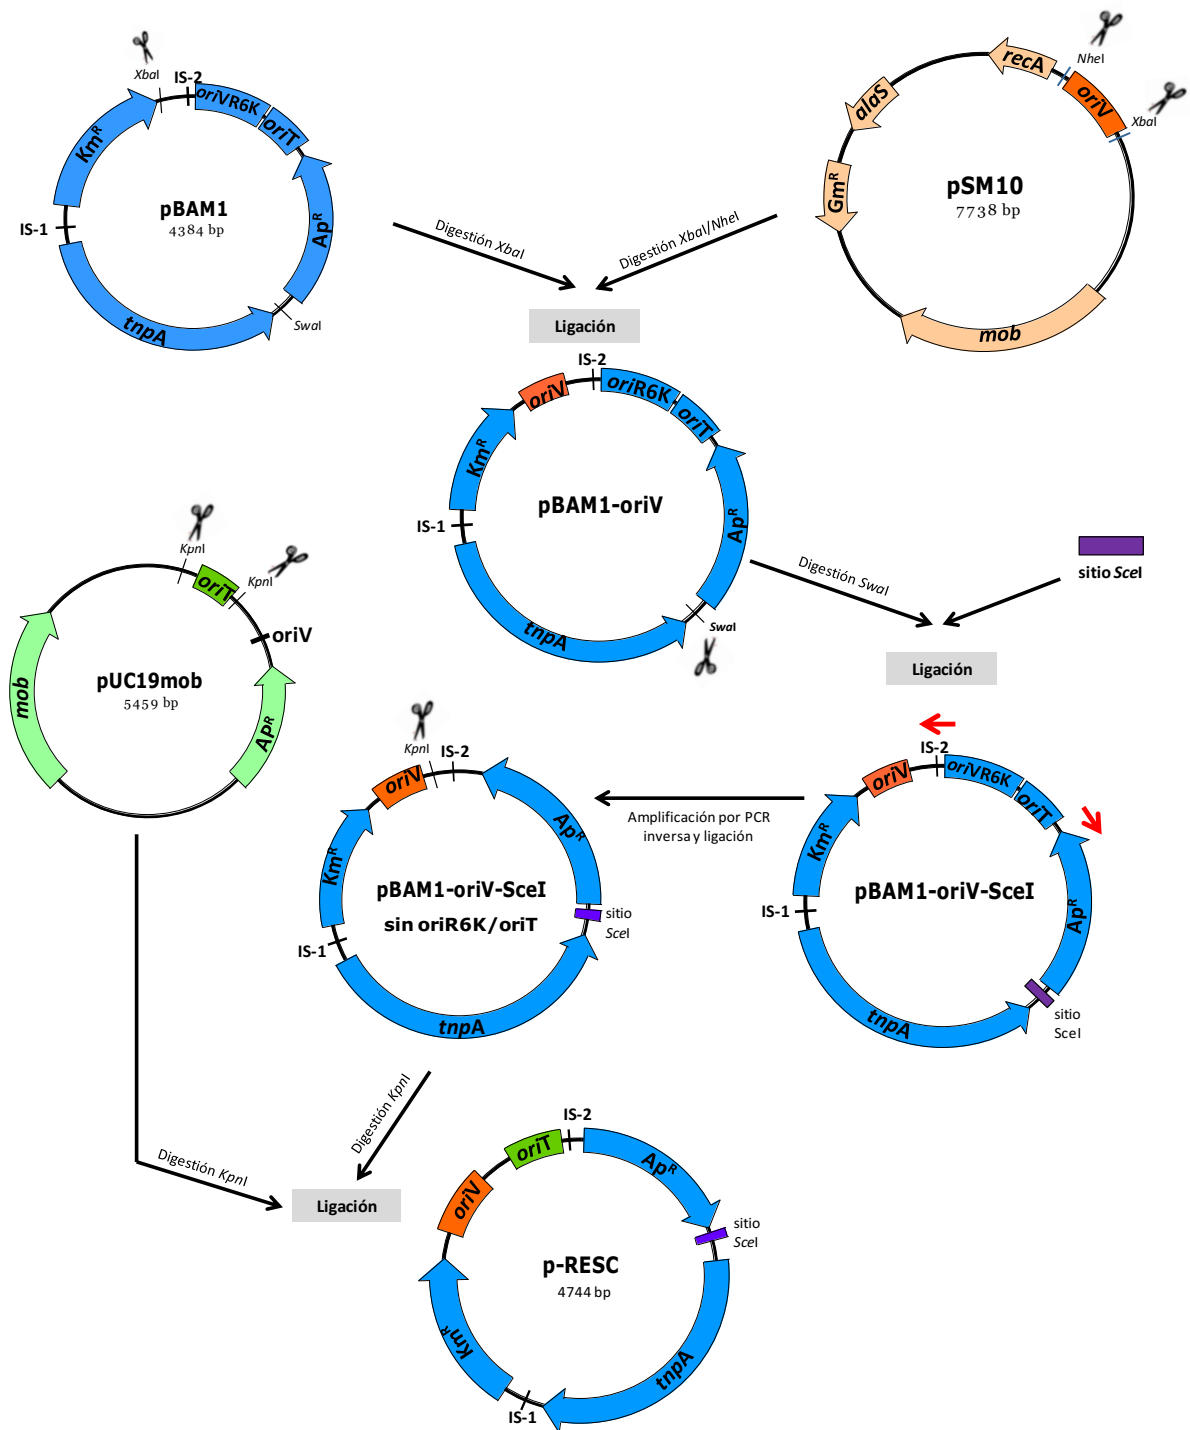 XbaI
IS-2
oriVR6K
oriT
KmR
pBAM1
4384 bp
IS-1
ApR
tnpA
SwaI
recA
NheI
oriV
XbaI
alaS
GmR
pSM10
7738 bp
mob
Digestión XbaI
Digestión XbaI/NheI
Ligación
IS-2
oriV
oriR6K
oriT
KmR
pBAM1-oriV
IS-1
ApR
tnpA
SwaI
Digestión SwaI
sitio SceI
Ligación
KpnI
oriT
KpnI
oriV
mob
pUC19mob
5459 bp
ApR
KpnI
IS-2
oriV
ApR
KmR
pBAM1-oriV-SceI
sin oriR6K/oriT
sitio
SceI
IS-1
tnpA
Amplificación por PCR
inversa y ligación
IS-2
oriV
oriVR6K
oriT
KmR
pBAM1-oriV-SceI
IS-1
ApR
tnpA
sitio
SceI
Digestión KpnI
Digestión KpnI
Ligación
IS-2
oriT
ApR
oriV
sitio
SceI
p-RESC
4744 bp
KmR
tnpA
IS-1